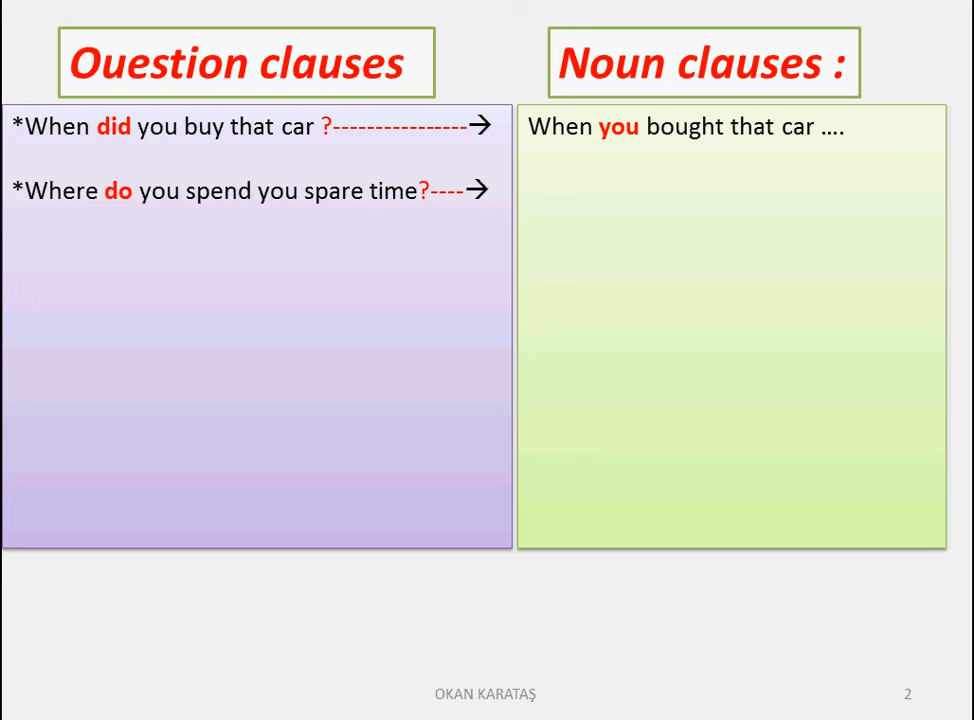 Question clauses
Noun clauses :
*When did you buy that car ?----------------→
When you bought that car ....
*Where do you spend you spare time?----→
OKAN KARATAŞ
2